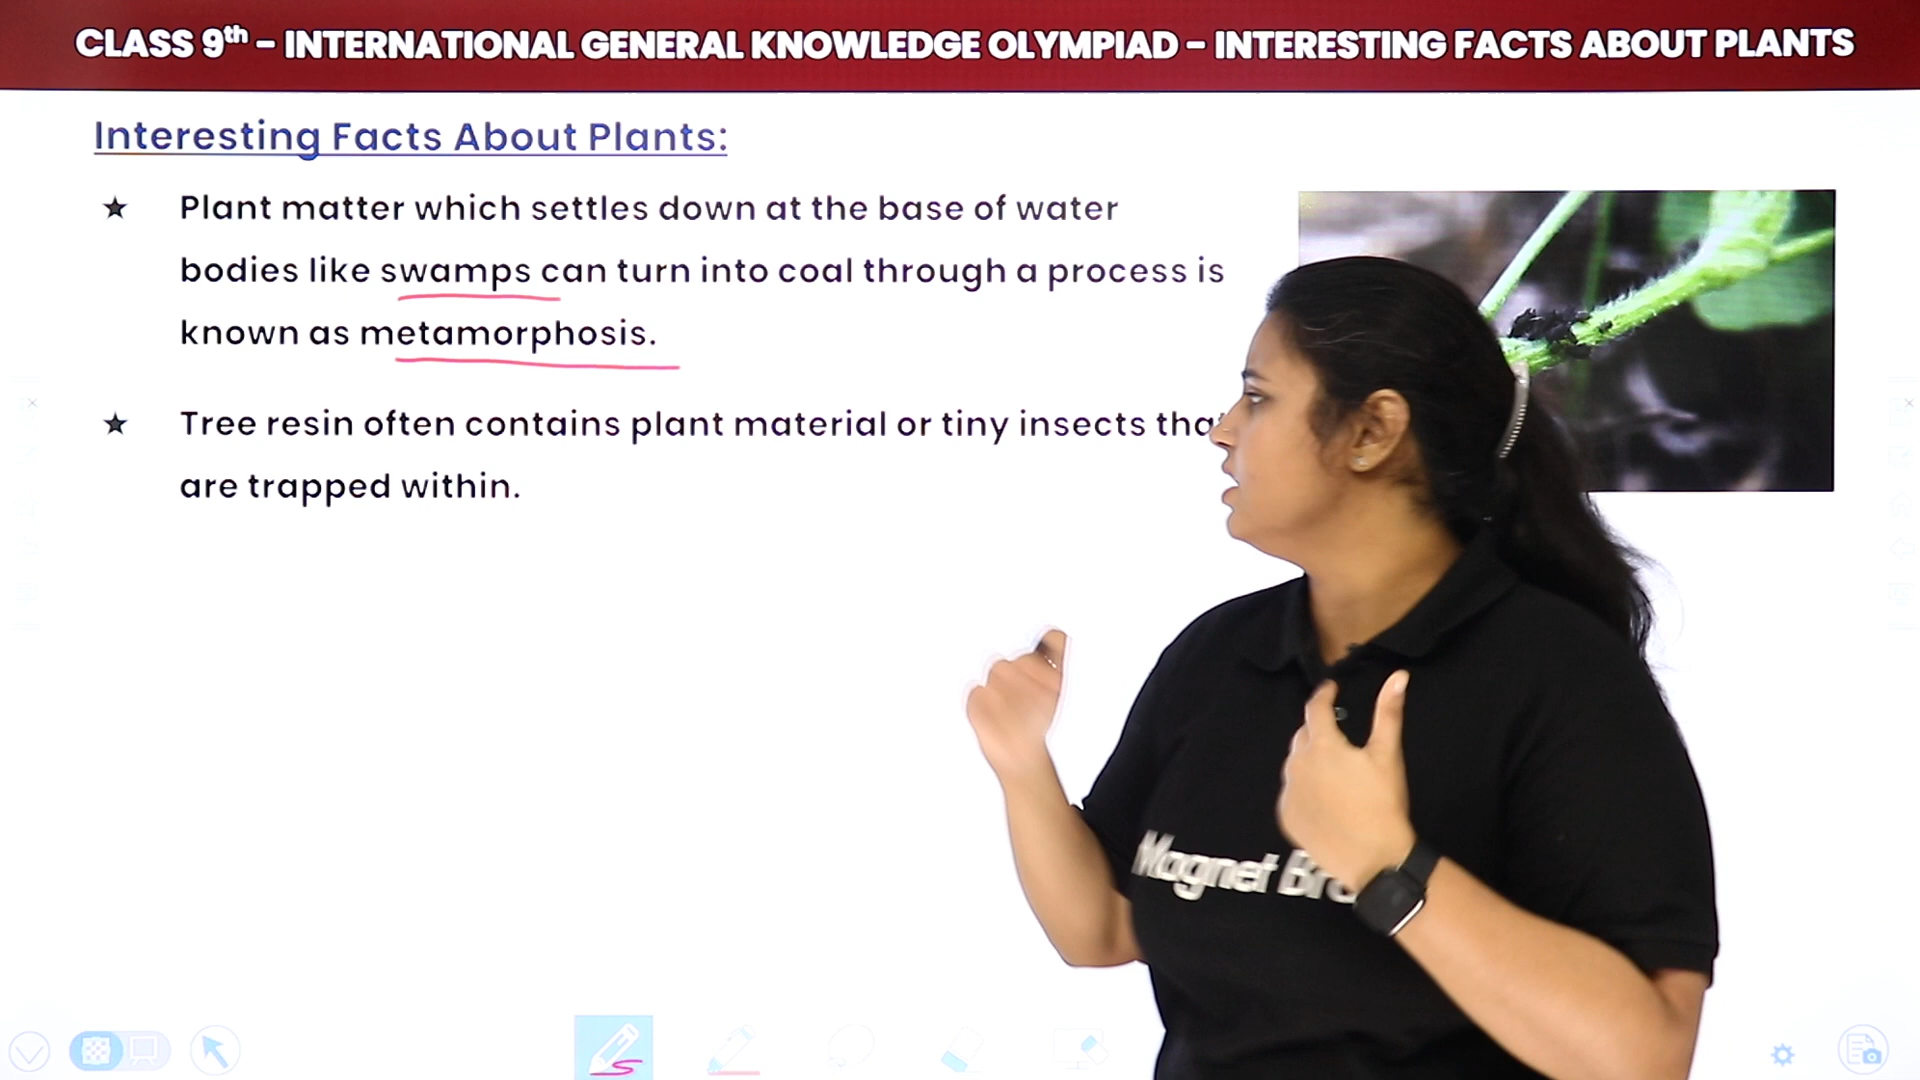 CLASS 9th – INTERNATIONAL GENERAL KNOWLEDGE OLYMPIAD – INTERESTING FACTS ABOUT PLANTS
Interesting Facts About Plants:
★ Plant matter which settles down at the base of water
bodies like swamps can turn into coal through a process is
known as metamorphosis.
★ Tree resin often contains plant material or tiny insects
are trapped within.
Magnet